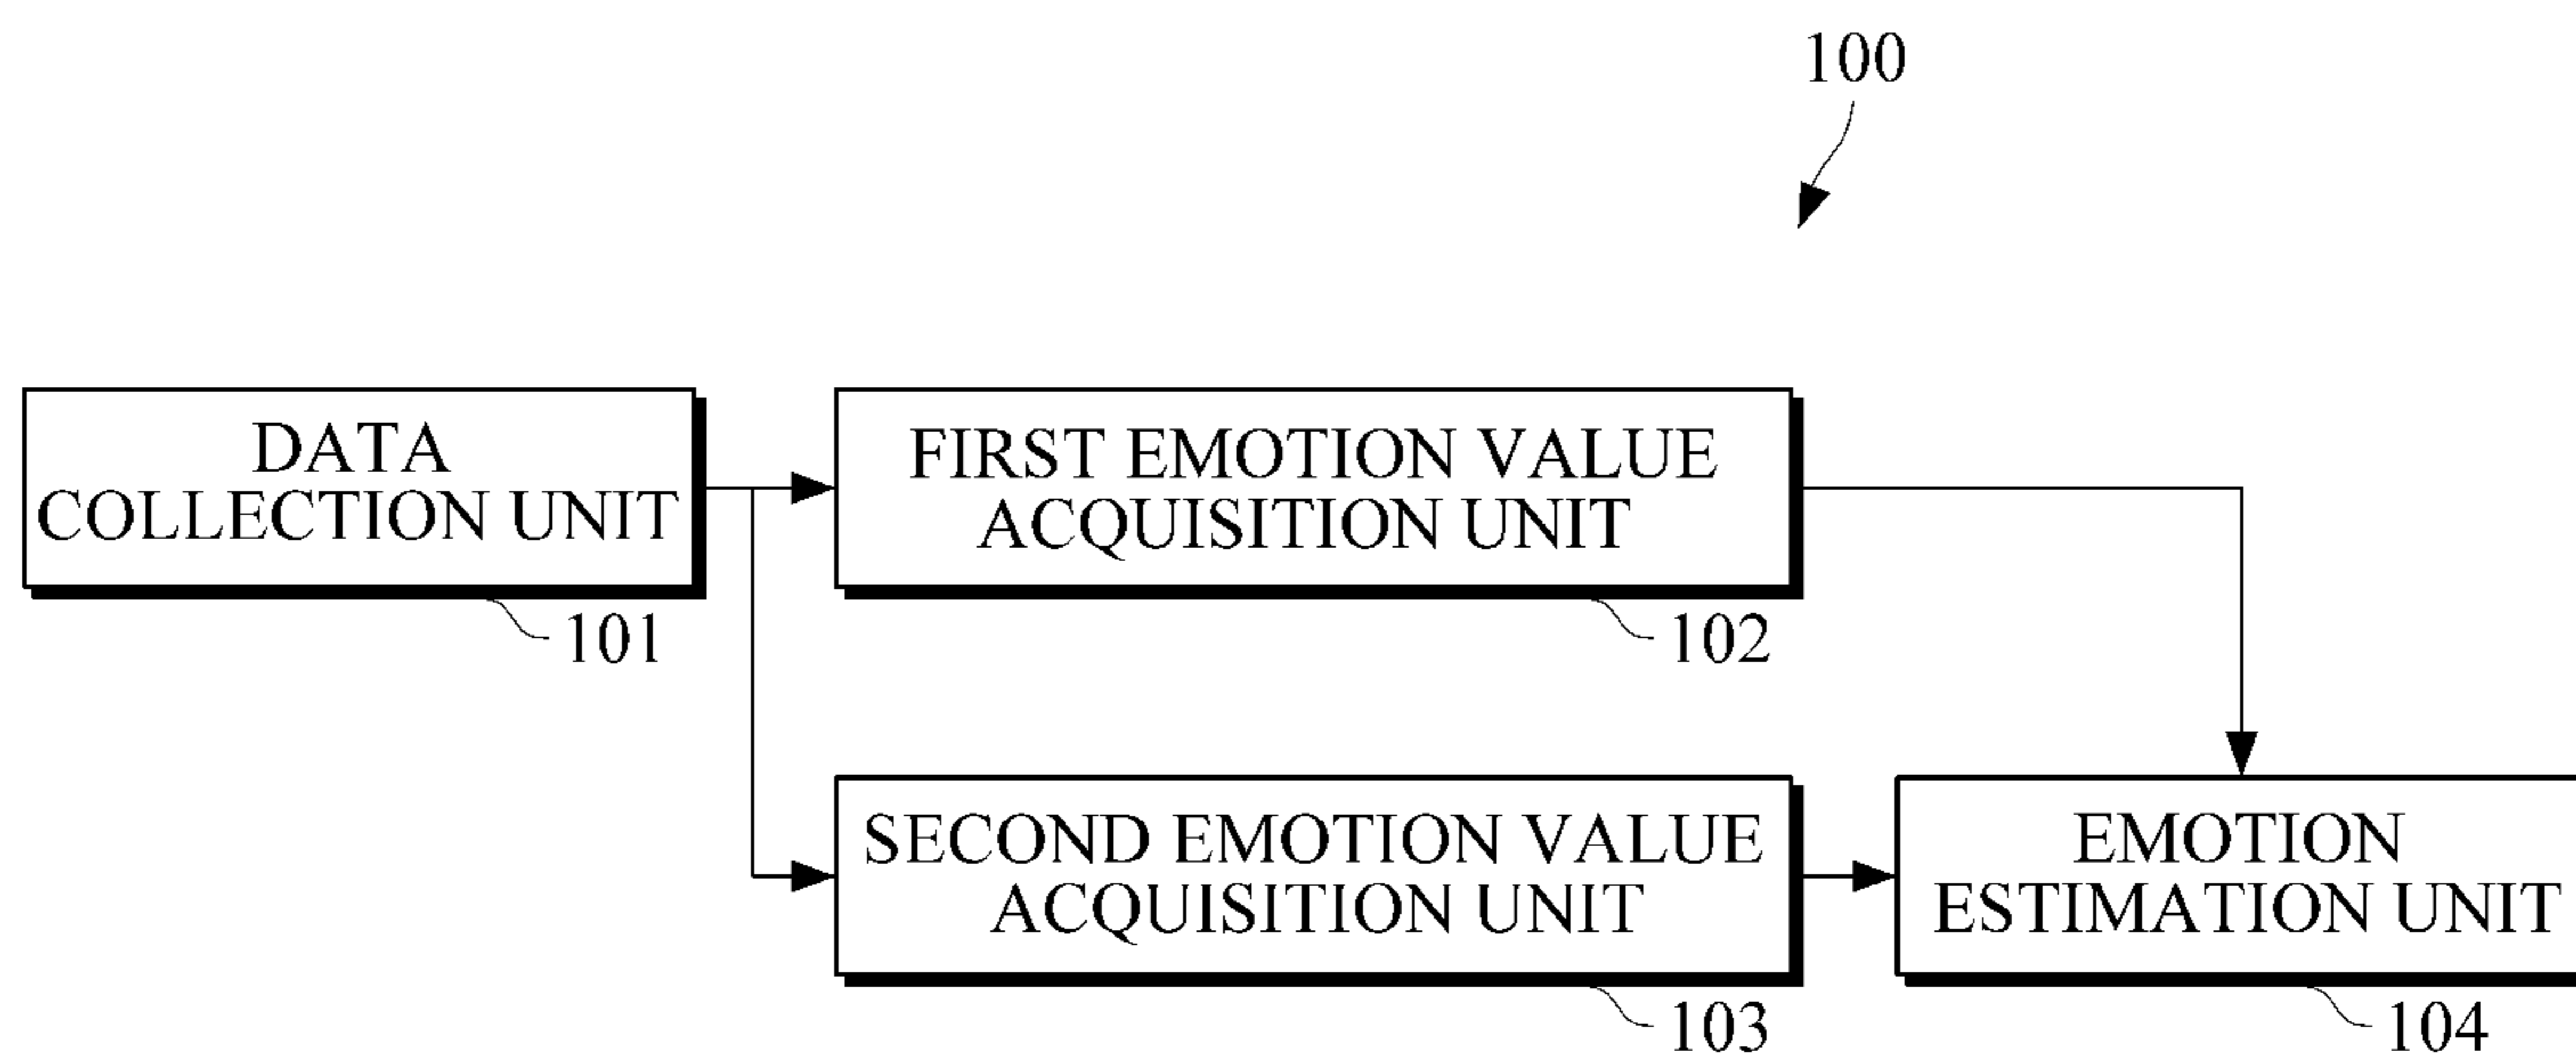 100
DATA
COLLECTION UNIT
101
FIRST EMOTION VALUE
ACQUISITION UNIT
102
SECOND EMOTION VALUE
ACQUISITION UNIT
103
EMOTION
ESTIMATION UNIT
104